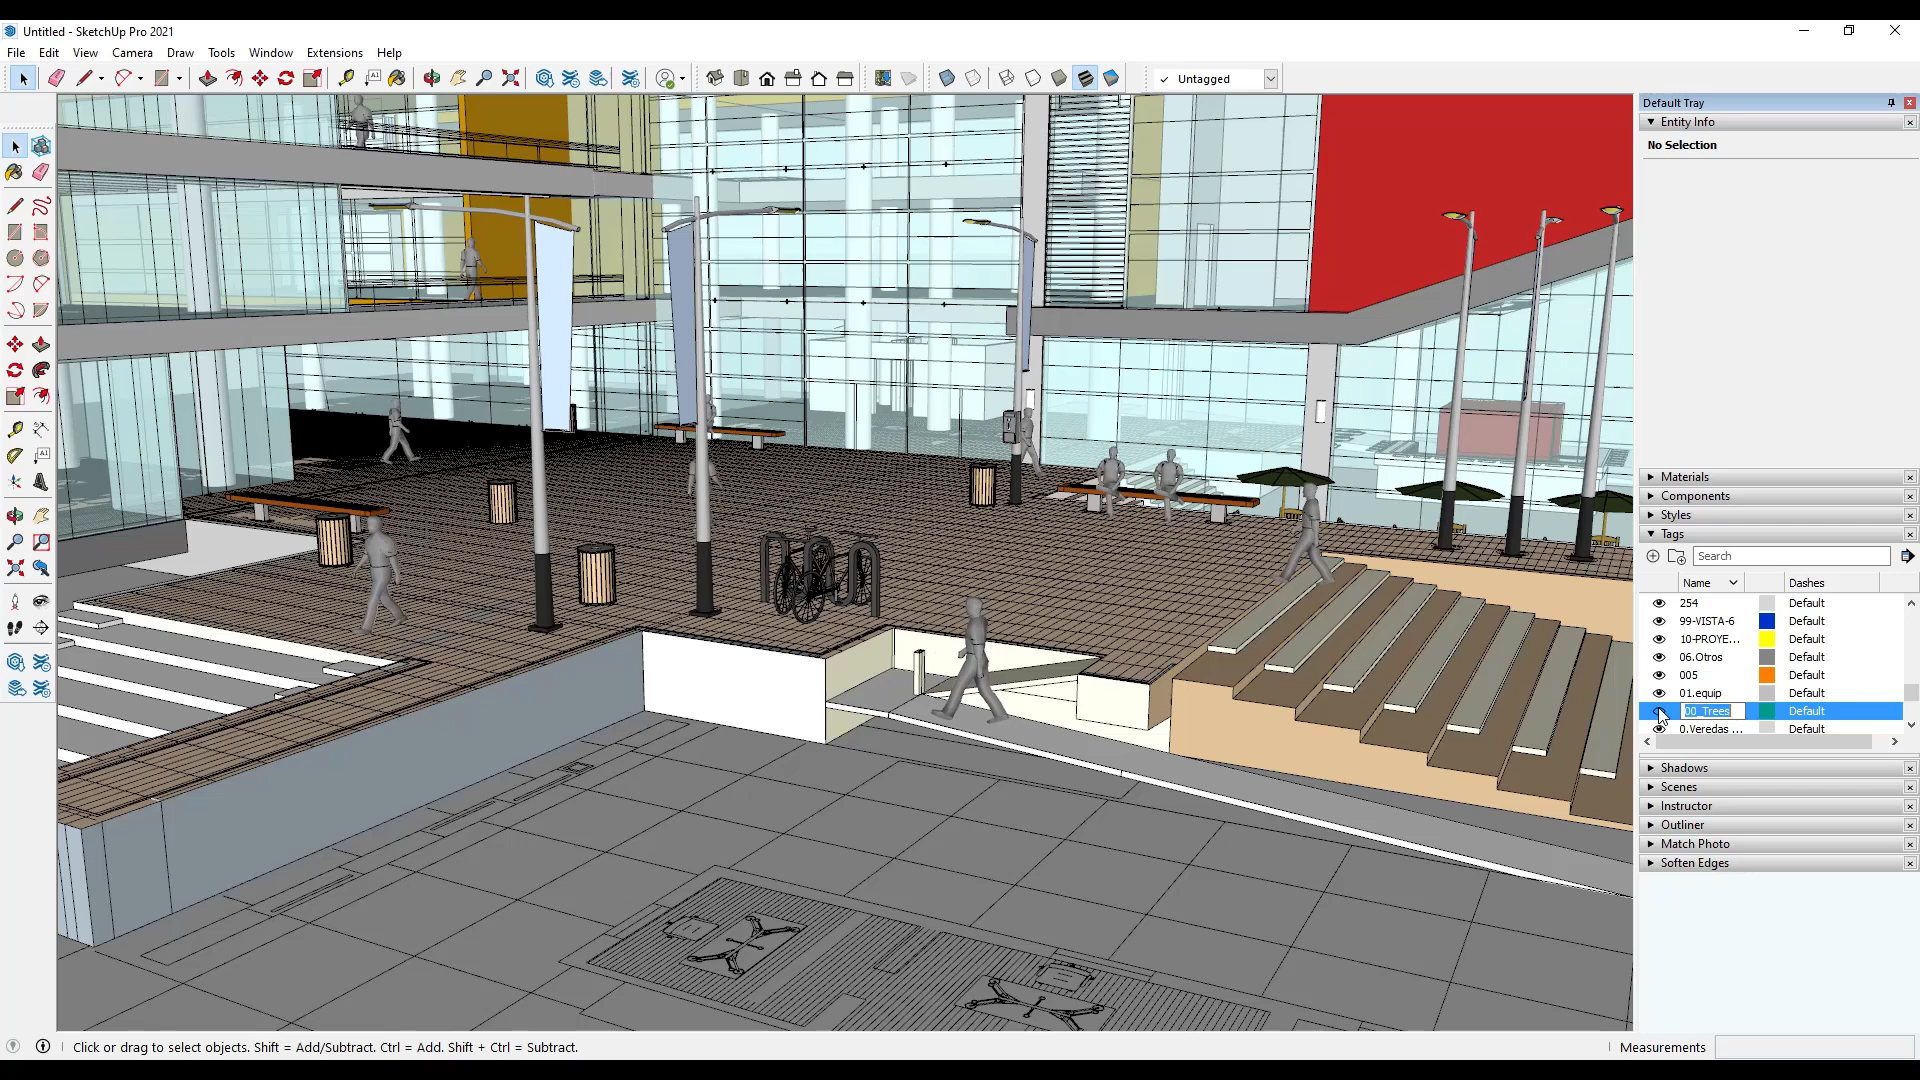 Untitled - SketchUp Pro 2021
File Edit View Camera Draw Tools Window Extensions Help
Untagged
Default Tray
Entity Info
No Selection
Materials
Components
Styles
Tags
Search
Name Dashes
254 Default
99-VISTA-6 Default
10-PROYE... Default
06.Otros Default
005 Default
01.equip Default
00_Trees Default
0.Veredas ... Default
Shadows
Scenes
Instructor
Outliner
Match Photo
Soften Edges
Click or drag to select objects. Shift = Add/Subtract. Ctrl = Add. Shift + Ctrl = Subtract.
Measurements